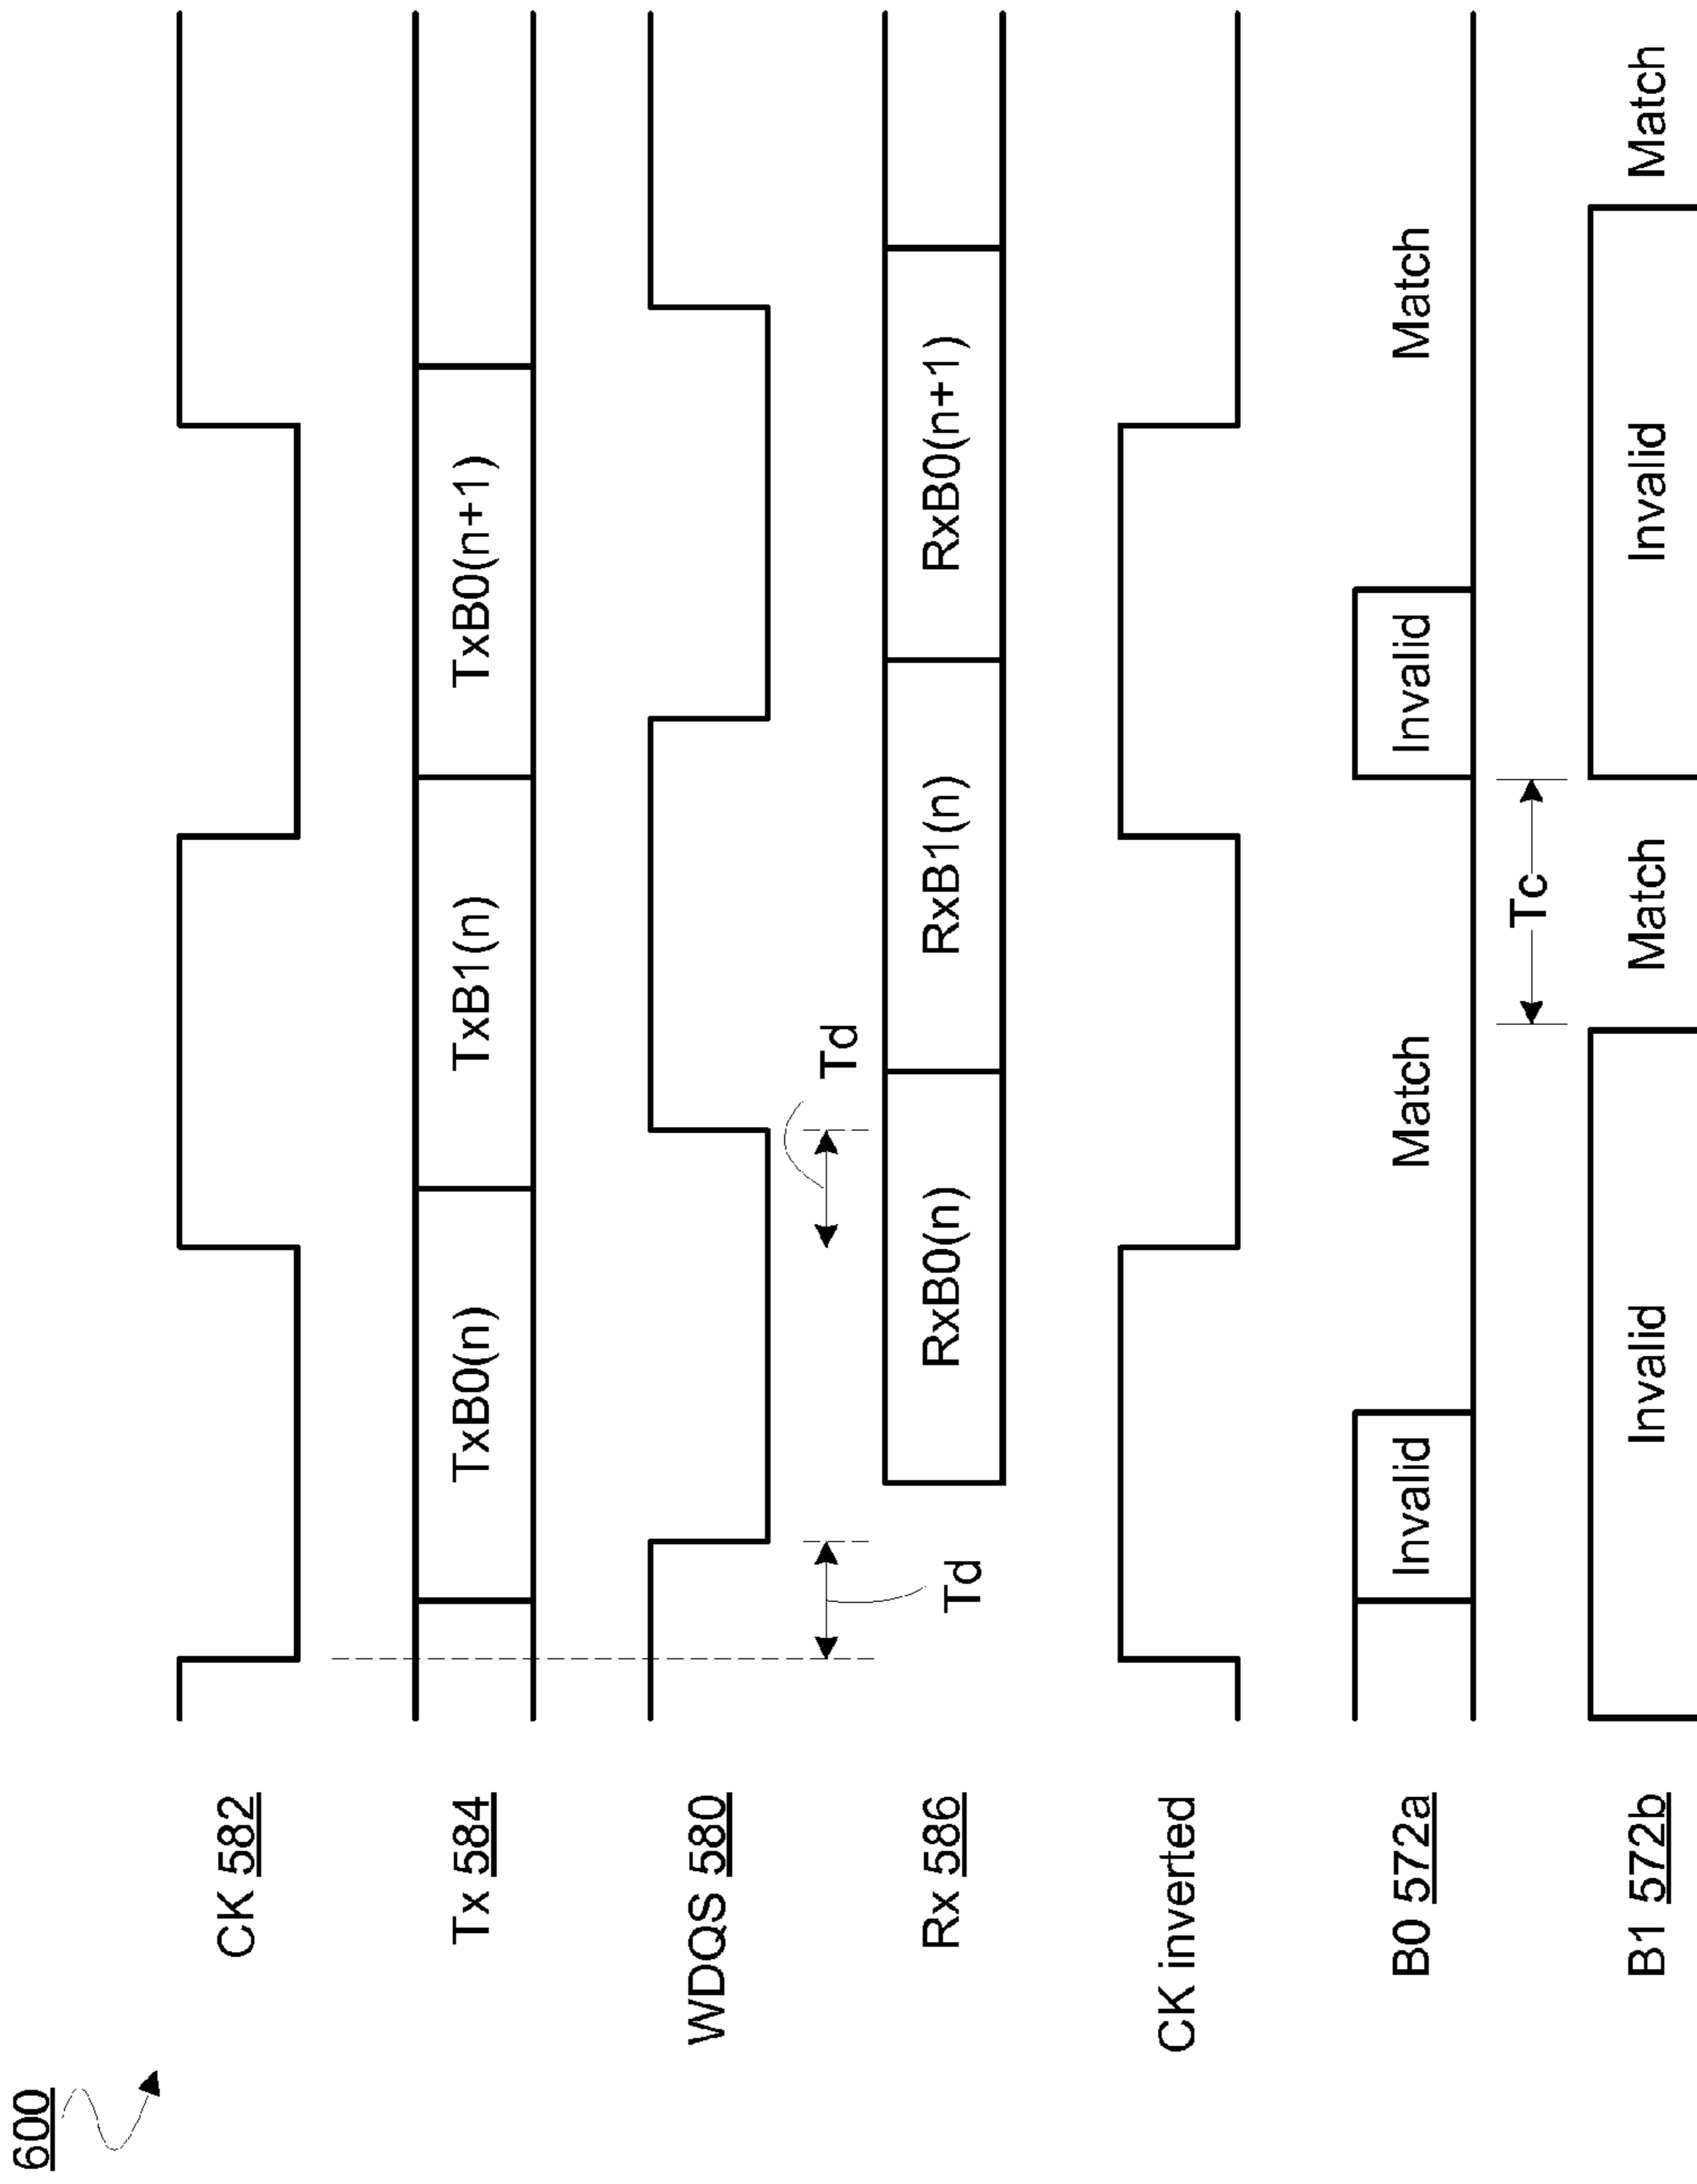 600
CK 582
Tx 584
TxB0(n) TxB1(n) TxB0(n+1)
WDQS 580
Td Td
Rx 586
RxB0(n) RxB1(n) RxB0(n+1)
CK inverted
B0 572a
Invalid Match Invalid Match
Tc
B1 572b
Invalid Match Invalid Match